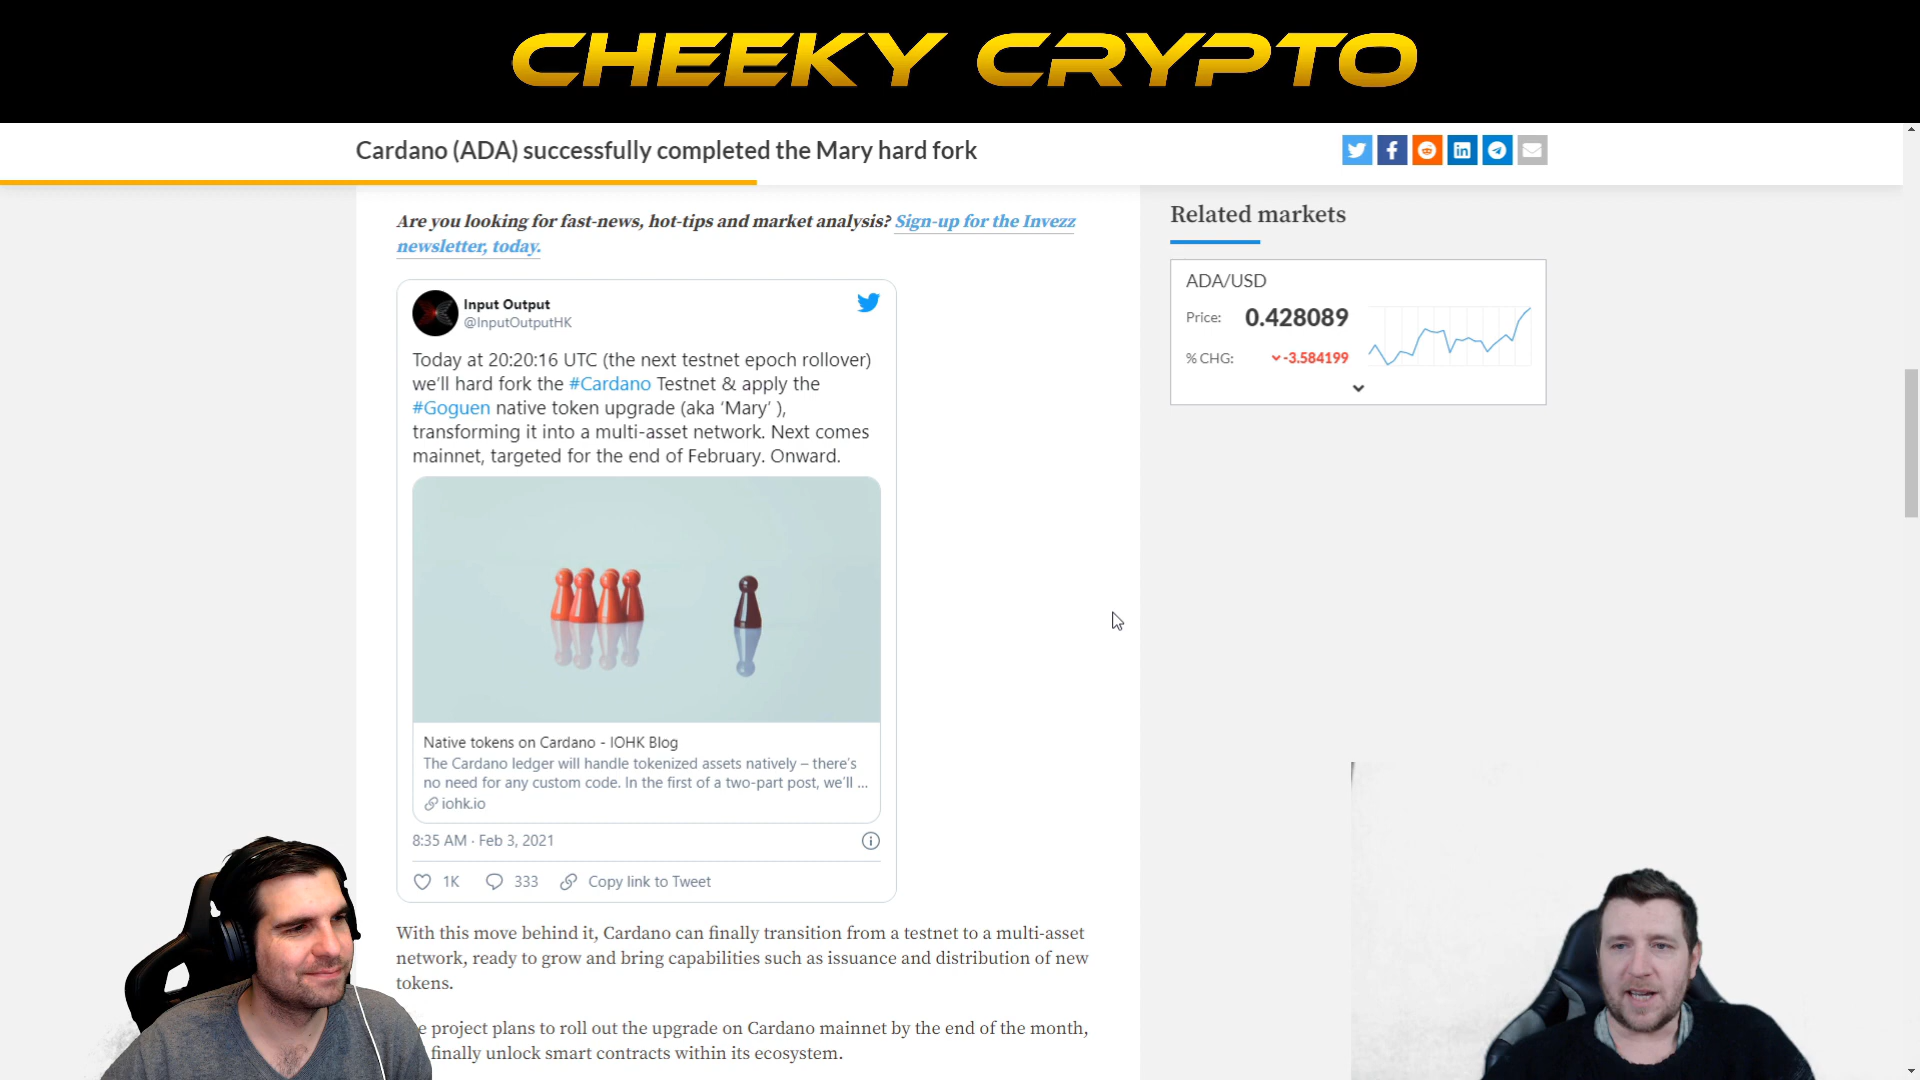 CHEEKY CRYPTO
Cardano (ADA) successfully completed the Mary hard fork
Are you looking for fast-news, hot-tips and market analysis? Sign-up for the Invezz
newsletter, today.
Input Output
@InputOutputHK
Today at 20:20:16 UTC (the next testnet epoch rollover)
we'll hard fork the #Cardano Testnet & apply the
#Goguen native token upgrade (aka 'Mary' ),
transforming it into a multi-asset network. Next comes
mainnet, targeted for the end of February. Onward.
Native tokens on Cardano - IOHK Blog
The Cardano ledger will handle tokenized assets natively – there's
no need for any custom code. In the first of a two-part post, we'll ...
iohk.io
8:35 AM · Feb 3, 2021
1K 333 Copy link to Tweet
With this move behind it, Cardano can finally transition from a testnet to a multi-asset
network, ready to grow and bring capabilities such as issuance and distribution of new
tokens.
project plans to roll out the upgrade on Cardano mainnet by the end of the month,
finally unlock smart contracts within its ecosystem.
Related markets
ADA/USD
Price: 0.428089
% CHG: -3.584199